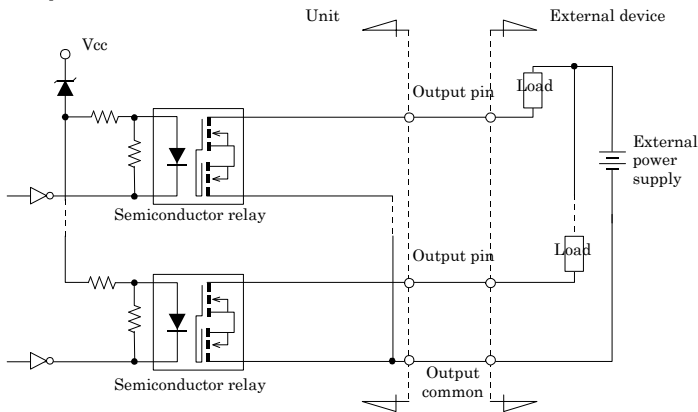 Unit
External device
Vcc
Output pin
Load
External
power
supply
Semiconductor relay
Output pin
Load
Semiconductor relay
Output
common